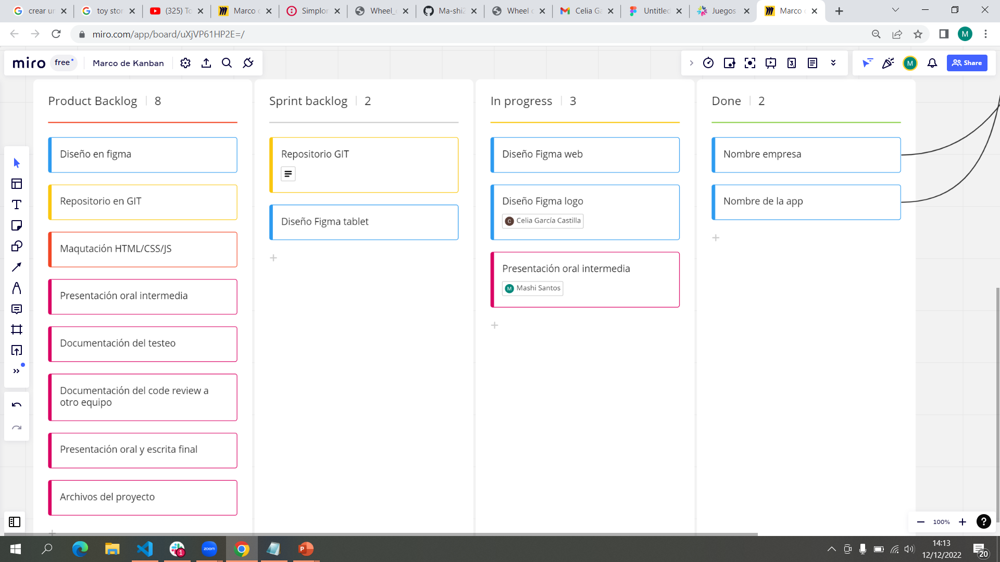 crear ur
toy stor
(325) To
Marco
Simplor
Wheel_
Ma-shi2
Wheel
Celia Ga
Untitled
Juegos
Marco
miro.com/app/board/uXjVP61HP2E=/
M
miro
free
Marco de Kanban
3
M
Share
Product Backlog 8
Diseño en figma
Repositorio en GIT
Maqutación HTML/CSS/JS
Presentación oral intermedia
Documentación del testeo
Documentación del code review a
otro equipo
Presentación oral y escrita final
Archivos del proyecto
Sprint backlog 2
Repositorio GIT
Diseño Figma tablet
In progress 3
Diseño Figma web
Diseño Figma logo
C Celia García Castilla
Presentación oral intermedia
M Mashi Santos
Done 2
Nombre empresa
Nombre de la app
100%
?
1
zoom
P
14:13
12/12/2022
20